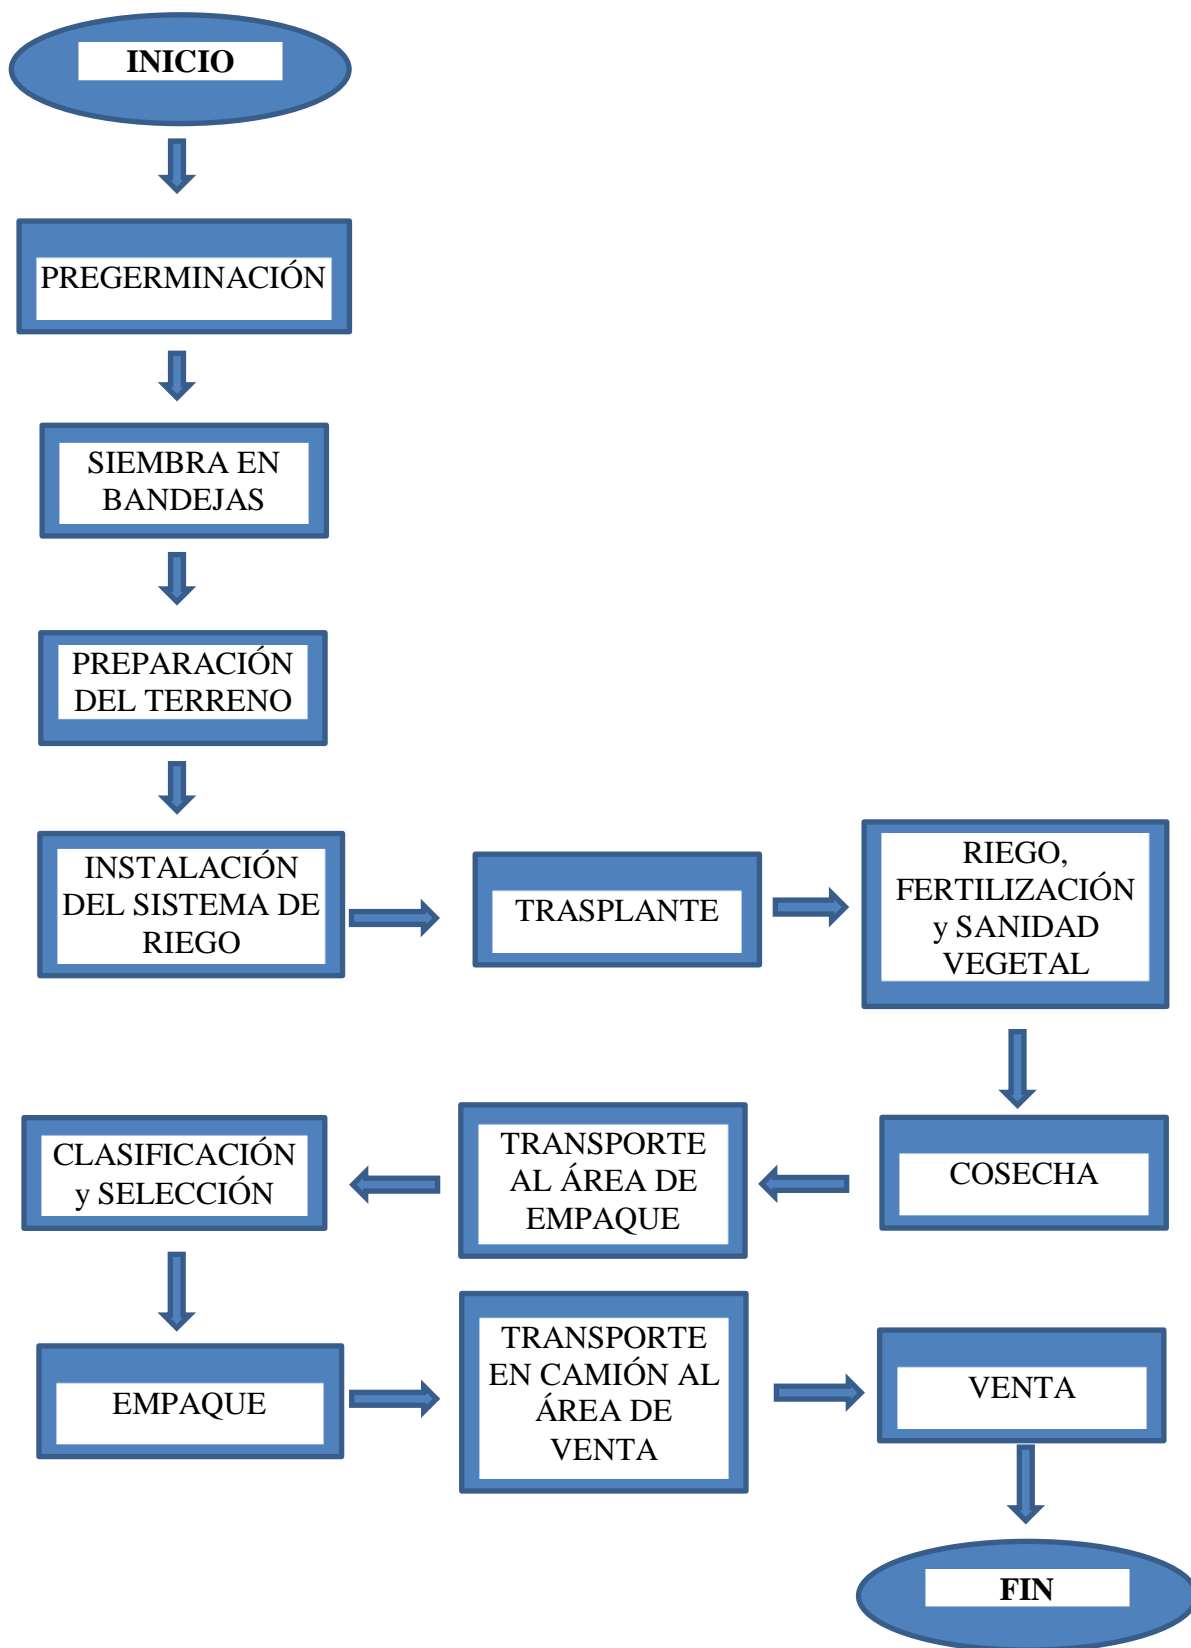 INICIO
PREGERMINACIÓN
SIEMBRA EN
BANDEJAS
PREPARACIÓN
DEL TERRENO
INSTALACIÓN
DEL SISTEMA DE
RIEGO
TRASPLANTE
RIEGO,
FERTILIZACIÓN
y SANIDAD
VEGETAL
COSECHA
TRANSPORTE
AL ÁREA DE
EMPAQUE
CLASIFICACIÓN
y SELECCIÓN
EMPAQUE
TRANSPORTE
EN CAMIÓN AL
ÁREA DE
VENTA
VENTA
FIN